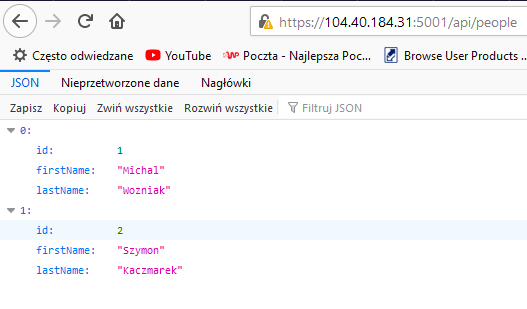 https://104.40.184.31:5001/api/people
Często odwiedzane YouTube Poczta - Najlepsza Poc... Browse User Products ..
JSON Nieprzetworzone dane Nagłówki
Zapisz Kopiuj Zwiń wszystkie Rozwiń wszystkie Filtruj JSON
0:
id: 1
firstName: "Michal"
lastName: "Wozniak"
1:
id: 2
firstName: "Szymon"
lastName: "Kaczmarek"